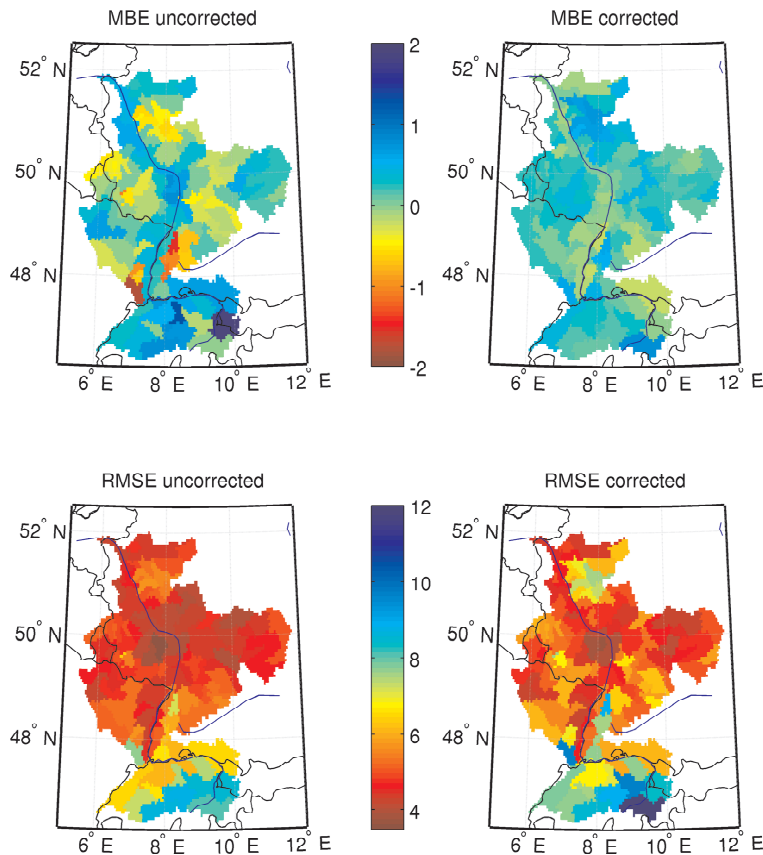 MBE uncorrected
MBE corrected
52° N
50° N
48° N
6° E
8° E
10° E
12° E
2
1
0
-1
-2
52° N
50° N
48° N
6° E
8° E
10° E
12° E
RMSE uncorrected
RMSE corrected
52° N
50° N
48° N
6° E
8° E
10° E
12° E
12
10
8
6
4
52° N
50° N
48° N
6° E
8° E
10° E
12° E